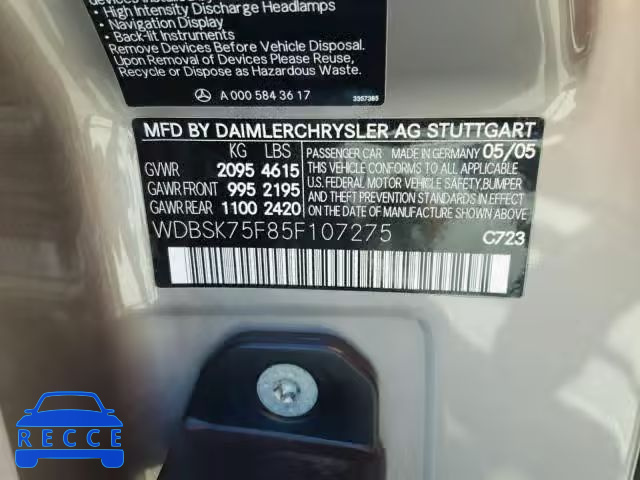 High Intensity Discharge Headlamps
• Navigation Display
• Back-lit Instruments
Remove Devices Before Vehicle Disposal.
Upon Removal of Devices Please Reuse,
Recycle or Dispose as Hazardous Waste.
A 000 584 36 17
3357365
MFD BY DAIMLERCHRYSLER AG STUTTGART
KG LBS
GVWR 2095 4615
GAWR FRONT 995 2195
GAWR REAR 1100 2420
PASSENGER CAR MADE IN GERMANY 05/05
THIS VEHICLE CONFORMS TO ALL APPLICABLE
U.S. FEDERAL MOTOR VEHICLE SAFETY, BUMPER
AND THEFT PREVENTION STANDARDS IN EFFECT
ON THE DATE OF MANUFACTURE SHOWN ABOVE.
WDBSK75F85F107275
C723
RECCE